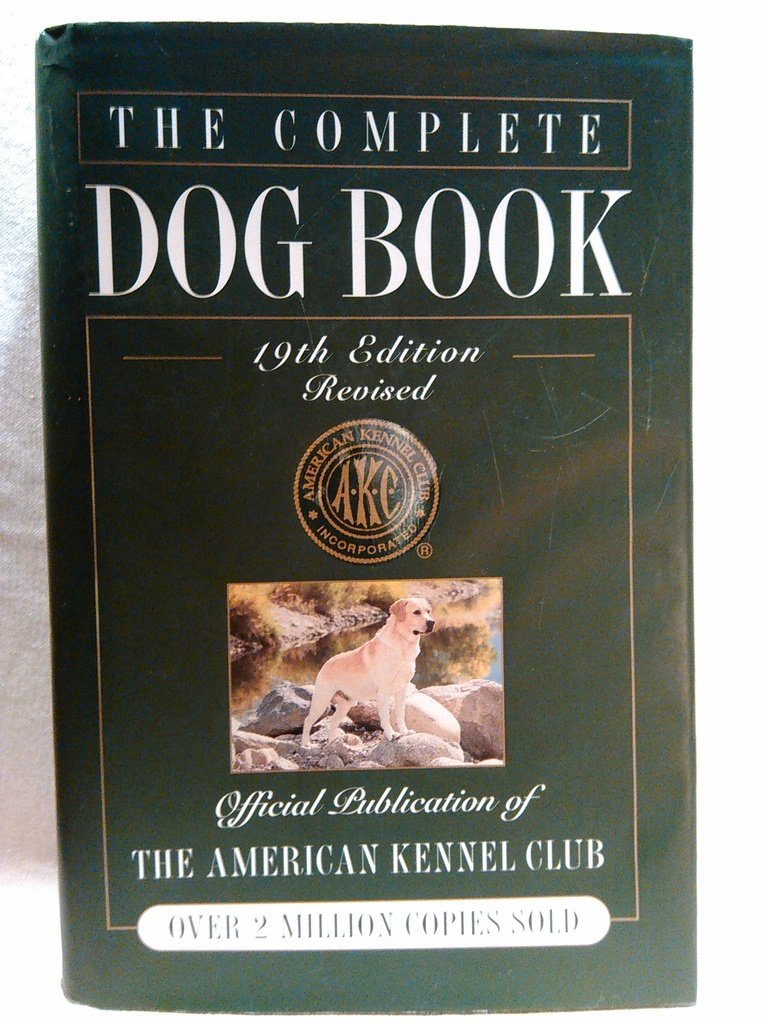 THE COMPLETE
DOG BOOK
19th Edition
Revised
AMERICAN KENNEL CLUB
A·K·C
INCORPORATED
®
Official Publication of
THE AMERICAN KENNEL CLUB
OVER 2 MILLION COPIES SOLD